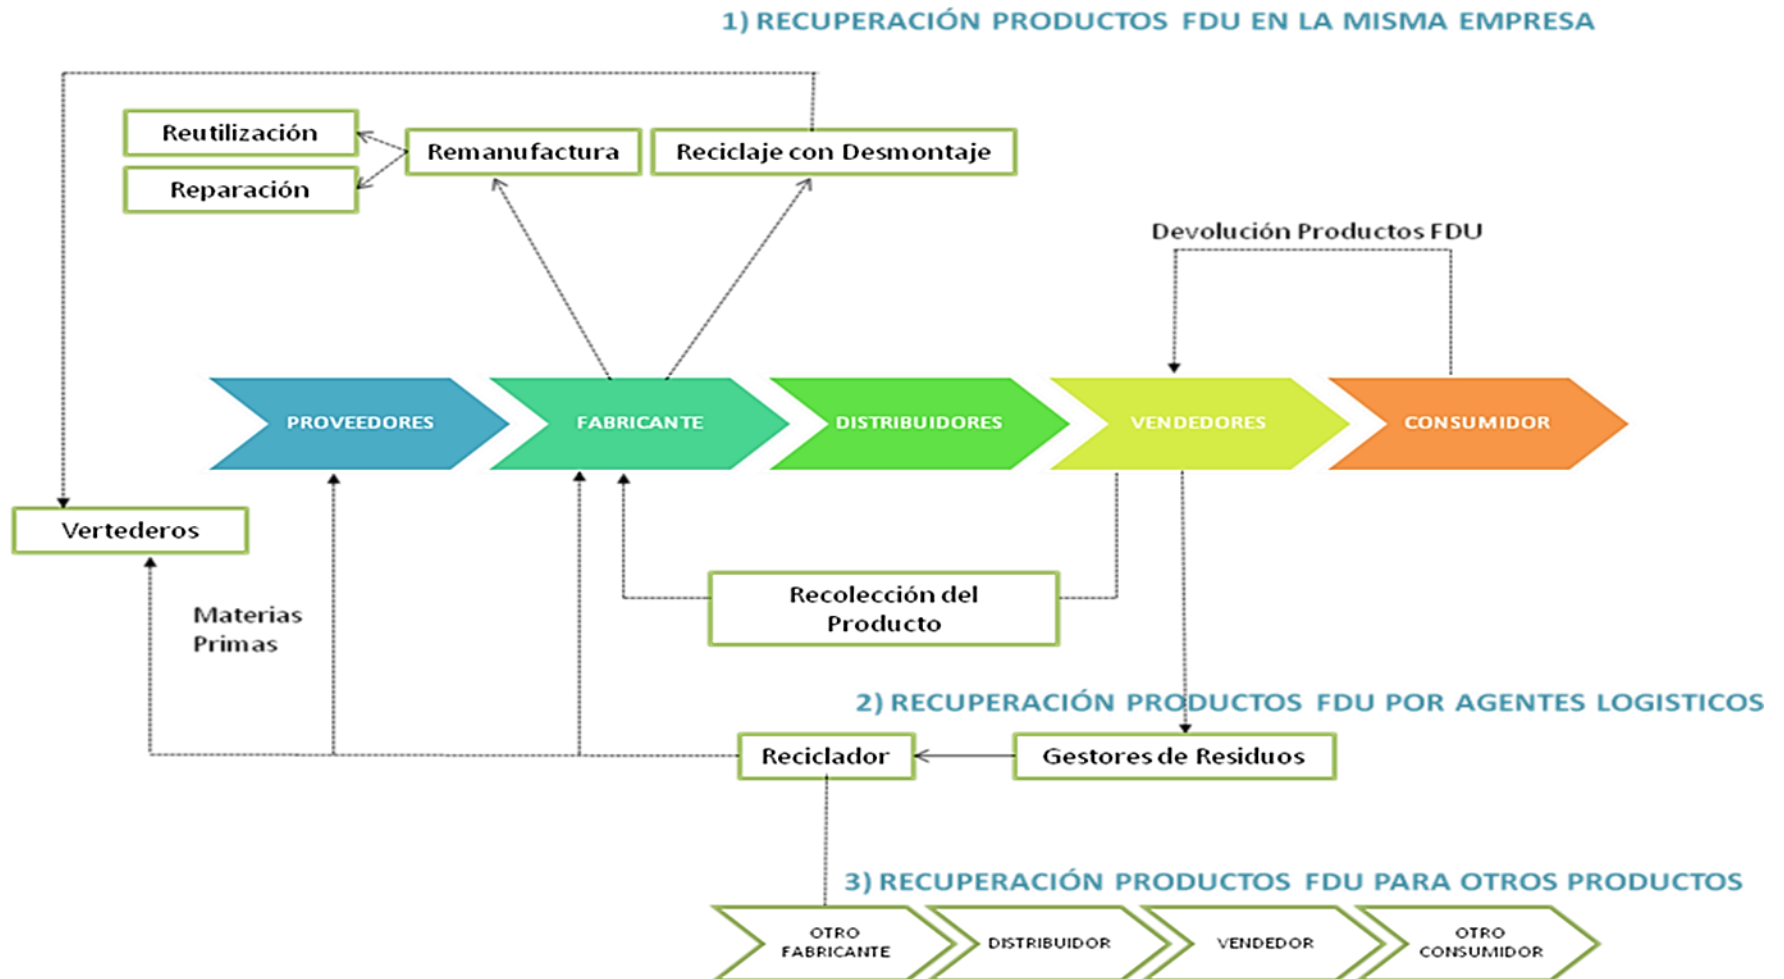 1) RECUPERACIÓN PRODUCTOS FDU EN LA MISMA EMPRESA
Reutilización
Remanufactura
Reciclaje con Desmontaje
Reparación
Devolución Productos FDU
PROVEEDORES
FABRICANTE
DISTRIBUIDORES
VENDEDORES
CONSUMIDOR
Vertederos
Materias
Primas
Recolección del
Producto
2) RECUPERACIÓN PRODUCTOS FDU POR AGENTES LOGISTICOS
Reciclador
Gestores de Residuos
3) RECUPERACIÓN PRODUCTOS FDU PARA OTROS PRODUCTOS
OTRO
FABRICANTE
DISTRIBUIDOR
VENDEDOR
OTRO
CONSUMIDOR